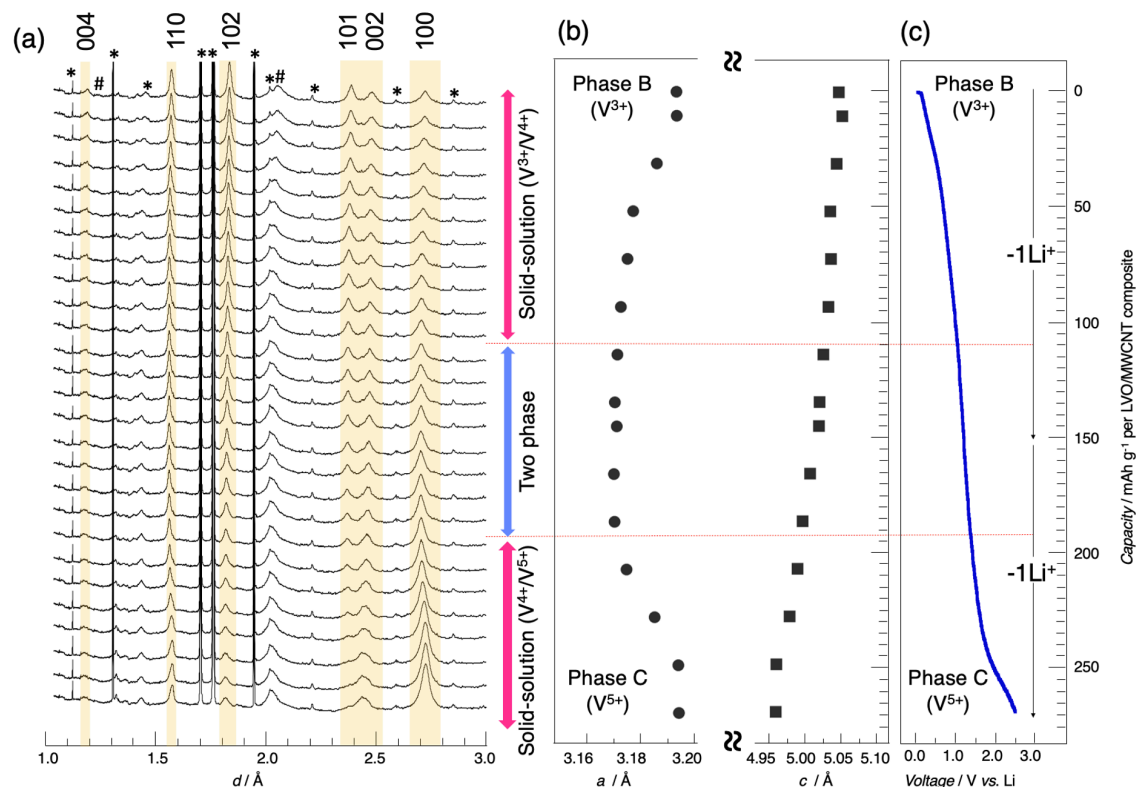 (a)
004
110
102
101
002
100
*
#
*
*
*
*
*
*
#
*
*
*
Solid-solution (V3+/V4+)
Two phase
Solid-solution (V4+/V5+)
1.0
1.5
2.0
2.5
3.0
d / Å
(b)
Phase B
(V3+)
Phase C
(V5+)
3.16
3.18
3.20
a / Å
4.95
5.00
5.05
5.10
c / Å
(c)
Phase B
(V3+)
-1Li+
-1Li+
Phase C
(V5+)
0.0
1.0
2.0
3.0
Voltage / V vs. Li
0
50
100
150
200
250
Capacity / mAh g-1 per LVO/MWCNT composite